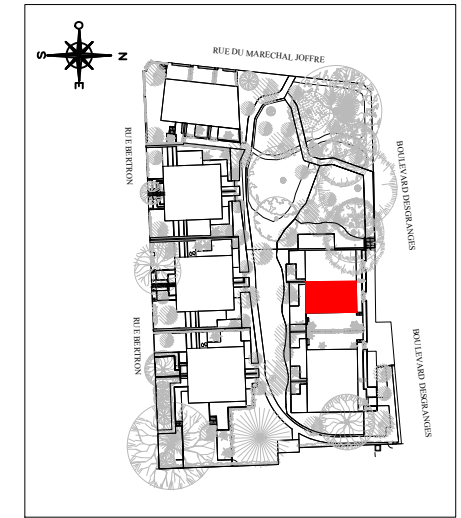 O
S
N
E
RUE DU MARECHAL JOFFRE
RUE BERTRON
BOULEVARD DESGRANGES
RUE BERTRON
BOULEVARD DESGRANGES